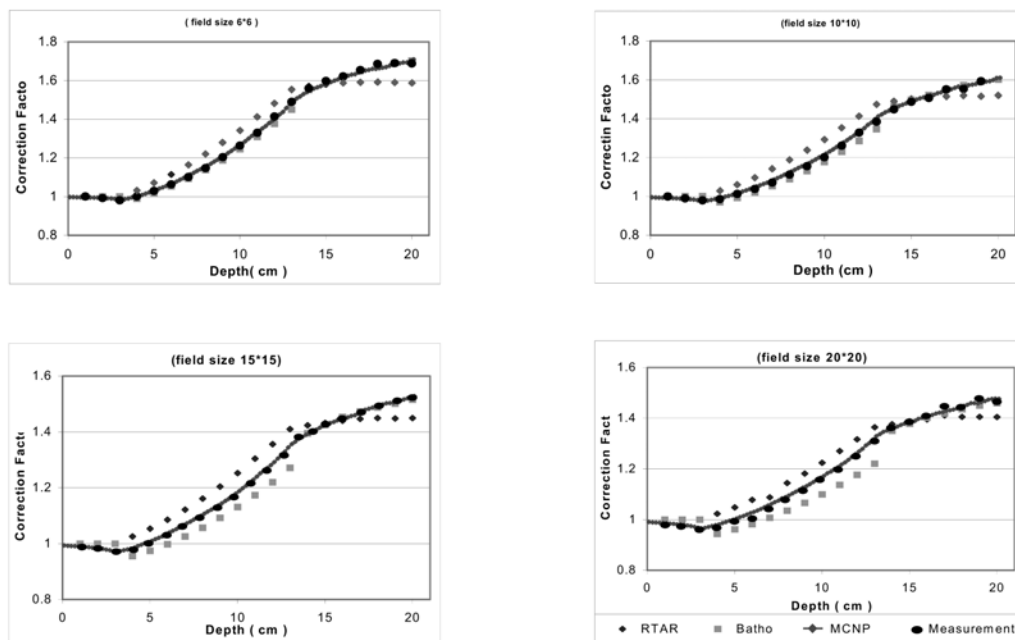 ( field size 6*6 )
1.8
1.6
1.4
1.2
1
0.8
Correction Facto
0 5 10 15 20
Depth( cm )
(field size 10*10)
1.8
1.6
1.4
1.2
1
0.8
Correctin Facto
0 5 10 15 20
Depth (cm )
(field size 15*15)
1.6
1.4
1.2
1
0.8
Correction Fact
0 5 10 15 20
Depth ( cm )
(field size 20*20)
1.6
1.4
1.2
1
0.8
Correct Fact
0 5 10 15 20
Depth ( cm )
RTAR Batho MCNP Measurement